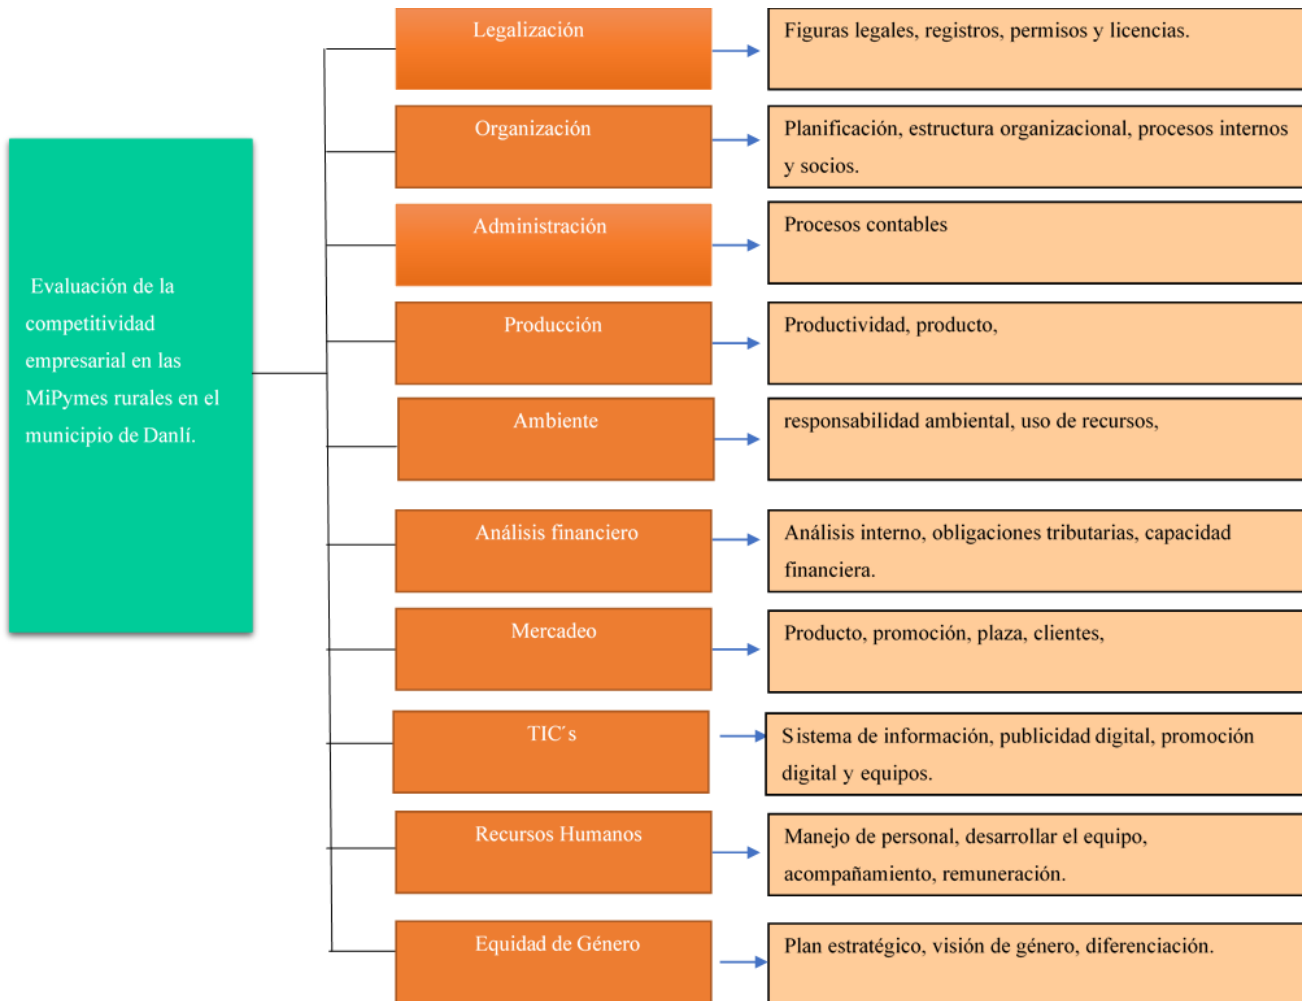 Legalización
Figuras legales, registros, permisos y licencias.
Organización
Planificación, estructura organizacional, procesos internos
y socios.
Administración
Procesos contables
Evaluación de la
competitividad
empresarial en las
MiPymes rurales en el
municipio de Danlí.
Producción
Productividad, producto,
Ambiente
responsabilidad ambiental, uso de recursos,
Análisis financiero
Análisis interno, obligaciones tributarias, capacidad
financiera.
Mercadeo
Producto, promoción, plaza, clientes,
TIC´s
Sistema de información, publicidad digital, promoción
digital y equipos.
Recursos Humanos
Manejo de personal, desarrollar el equipo,
acompañamiento, remuneración.
Equidad de Género
Plan estratégico, visión de género, diferenciación.